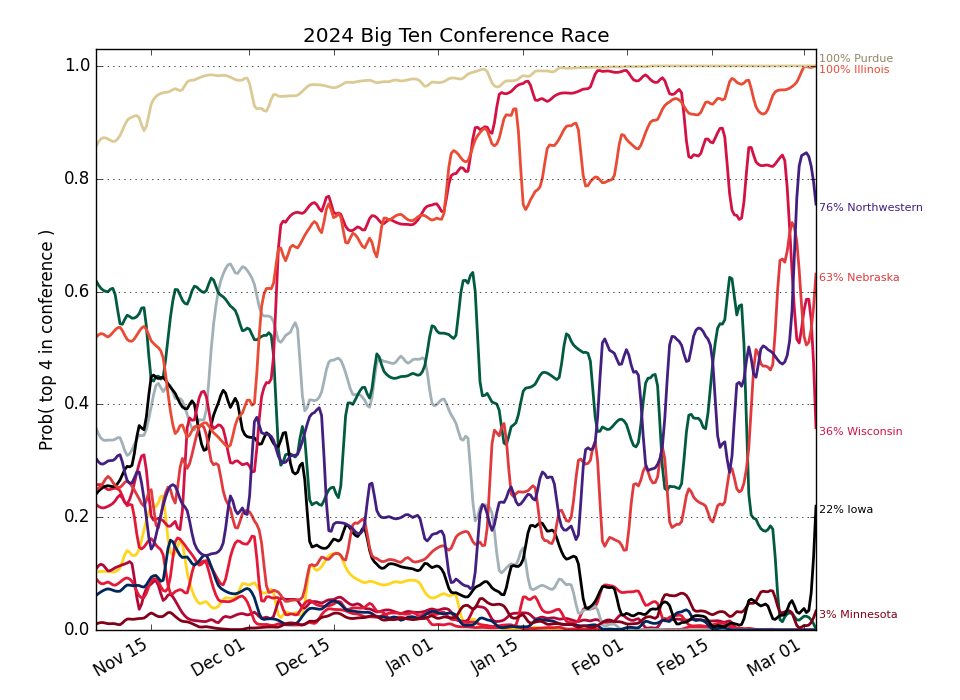 2024 Big Ten Conference Race
Prob( top 4 in conference )
1.0
0.8
0.6
0.4
0.2
0.0
Nov 15
Dec 01
Dec 15
Jan 01
Jan 15
Feb 01
Feb 15
Mar 01
100% Purdue
100% Illinois
76% Northwestern
63% Nebraska
36% Wisconsin
22% Iowa
3% Minnesota